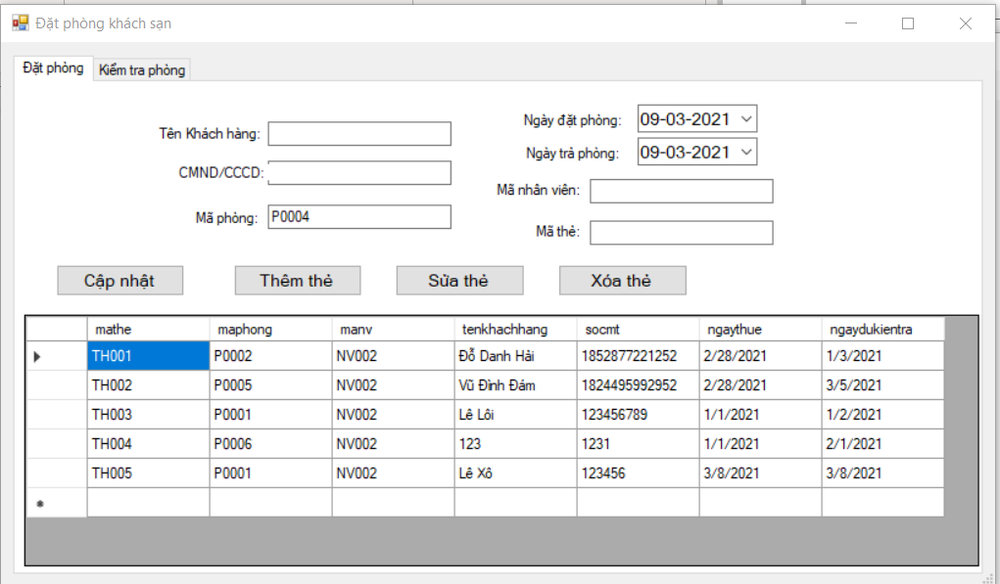 Đặt phòng khách sạn
Đặt phòng Kiểm tra phòng
Tên Khách hàng:
CMND/CCCD:
Mã phòng: P0004
Ngày đặt phòng: 09-03-2021
Ngày trả phòng: 09-03-2021
Mã nhân viên:
Mã thẻ:
Cập nhật Thêm thẻ Sửa thẻ Xóa thẻ
mathe maphong manv tenkhachhang socmt ngaythue ngaydukientra
TH001 P0002 NV002 Đỗ Danh Hải 1852877221252 2/28/2021 1/3/2021
TH002 P0005 NV002 Vũ Đình Đám 1824495992952 2/28/2021 3/5/2021
TH003 P0001 NV002 Lê Lôi 123456789 1/1/2021 1/2/2021
TH004 P0006 NV002 123 1231 1/1/2021 2/1/2021
TH005 P0001 NV002 Lê Xô 123456 3/8/2021 3/8/2021